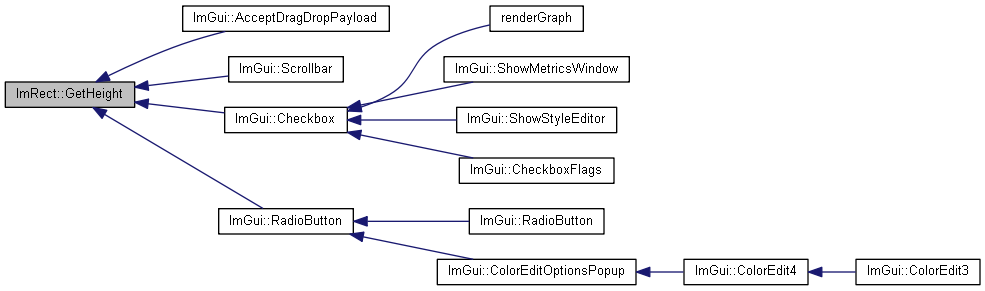 ImRect::GetHeight
ImGui::AcceptDragDropPayload
ImGui::Scrollbar
ImGui::Checkbox
renderGraph
ImGui::ShowMetricsWindow
ImGui::ShowStyleEditor
ImGui::CheckboxFlags
ImGui::RadioButton
ImGui::RadioButton
ImGui::ColorEditOptionsPopup
ImGui::ColorEdit4
ImGui::ColorEdit3